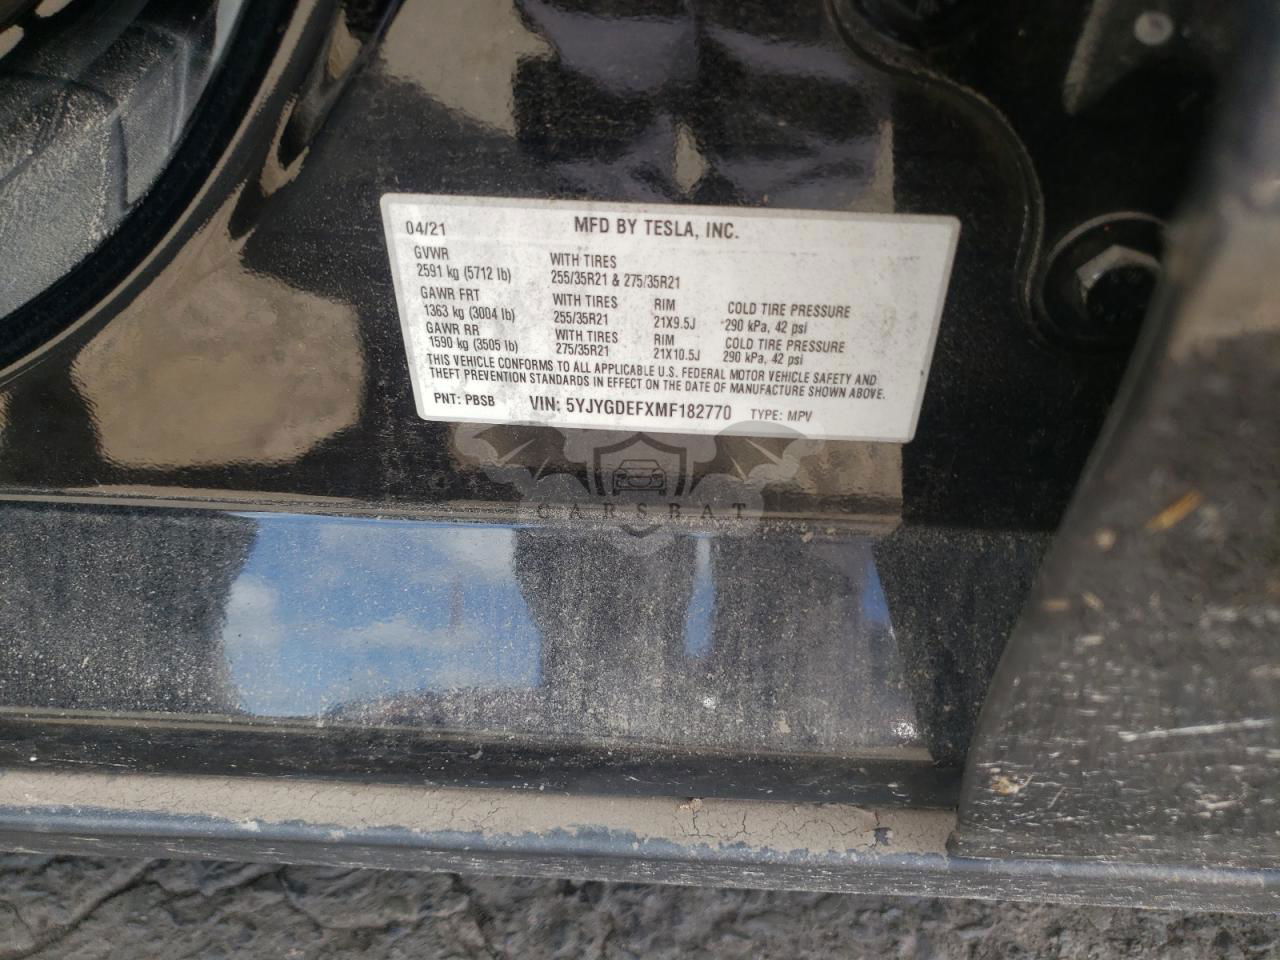 04/21 MFD BY TESLA, INC.
GVWR WITH TIRES
2591 kg (5712 lb) 255/35R21 & 275/35R21
GAWR FRT WITH TIRES RIM COLD TIRE PRESSURE
1363 kg (3004 lb) 255/35R21 21X9.5J 290 kPa, 42 psi
GAWR RR WITH TIRES RIM COLD TIRE PRESSURE
1590 kg (3505 lb) 275/35R21 21X10.5J 290 kPa, 42 psi
THIS VEHICLE CONFORMS TO ALL APPLICABLE U.S. FEDERAL MOTOR VEHICLE SAFETY AND
THEFT PREVENTION STANDARDS IN EFFECT ON THE DATE OF MANUFACTURE SHOWN ABOVE.
PNT: PBSB VIN: 5YJYGDEFXMF182770 TYPE: MPV
CARSBAT